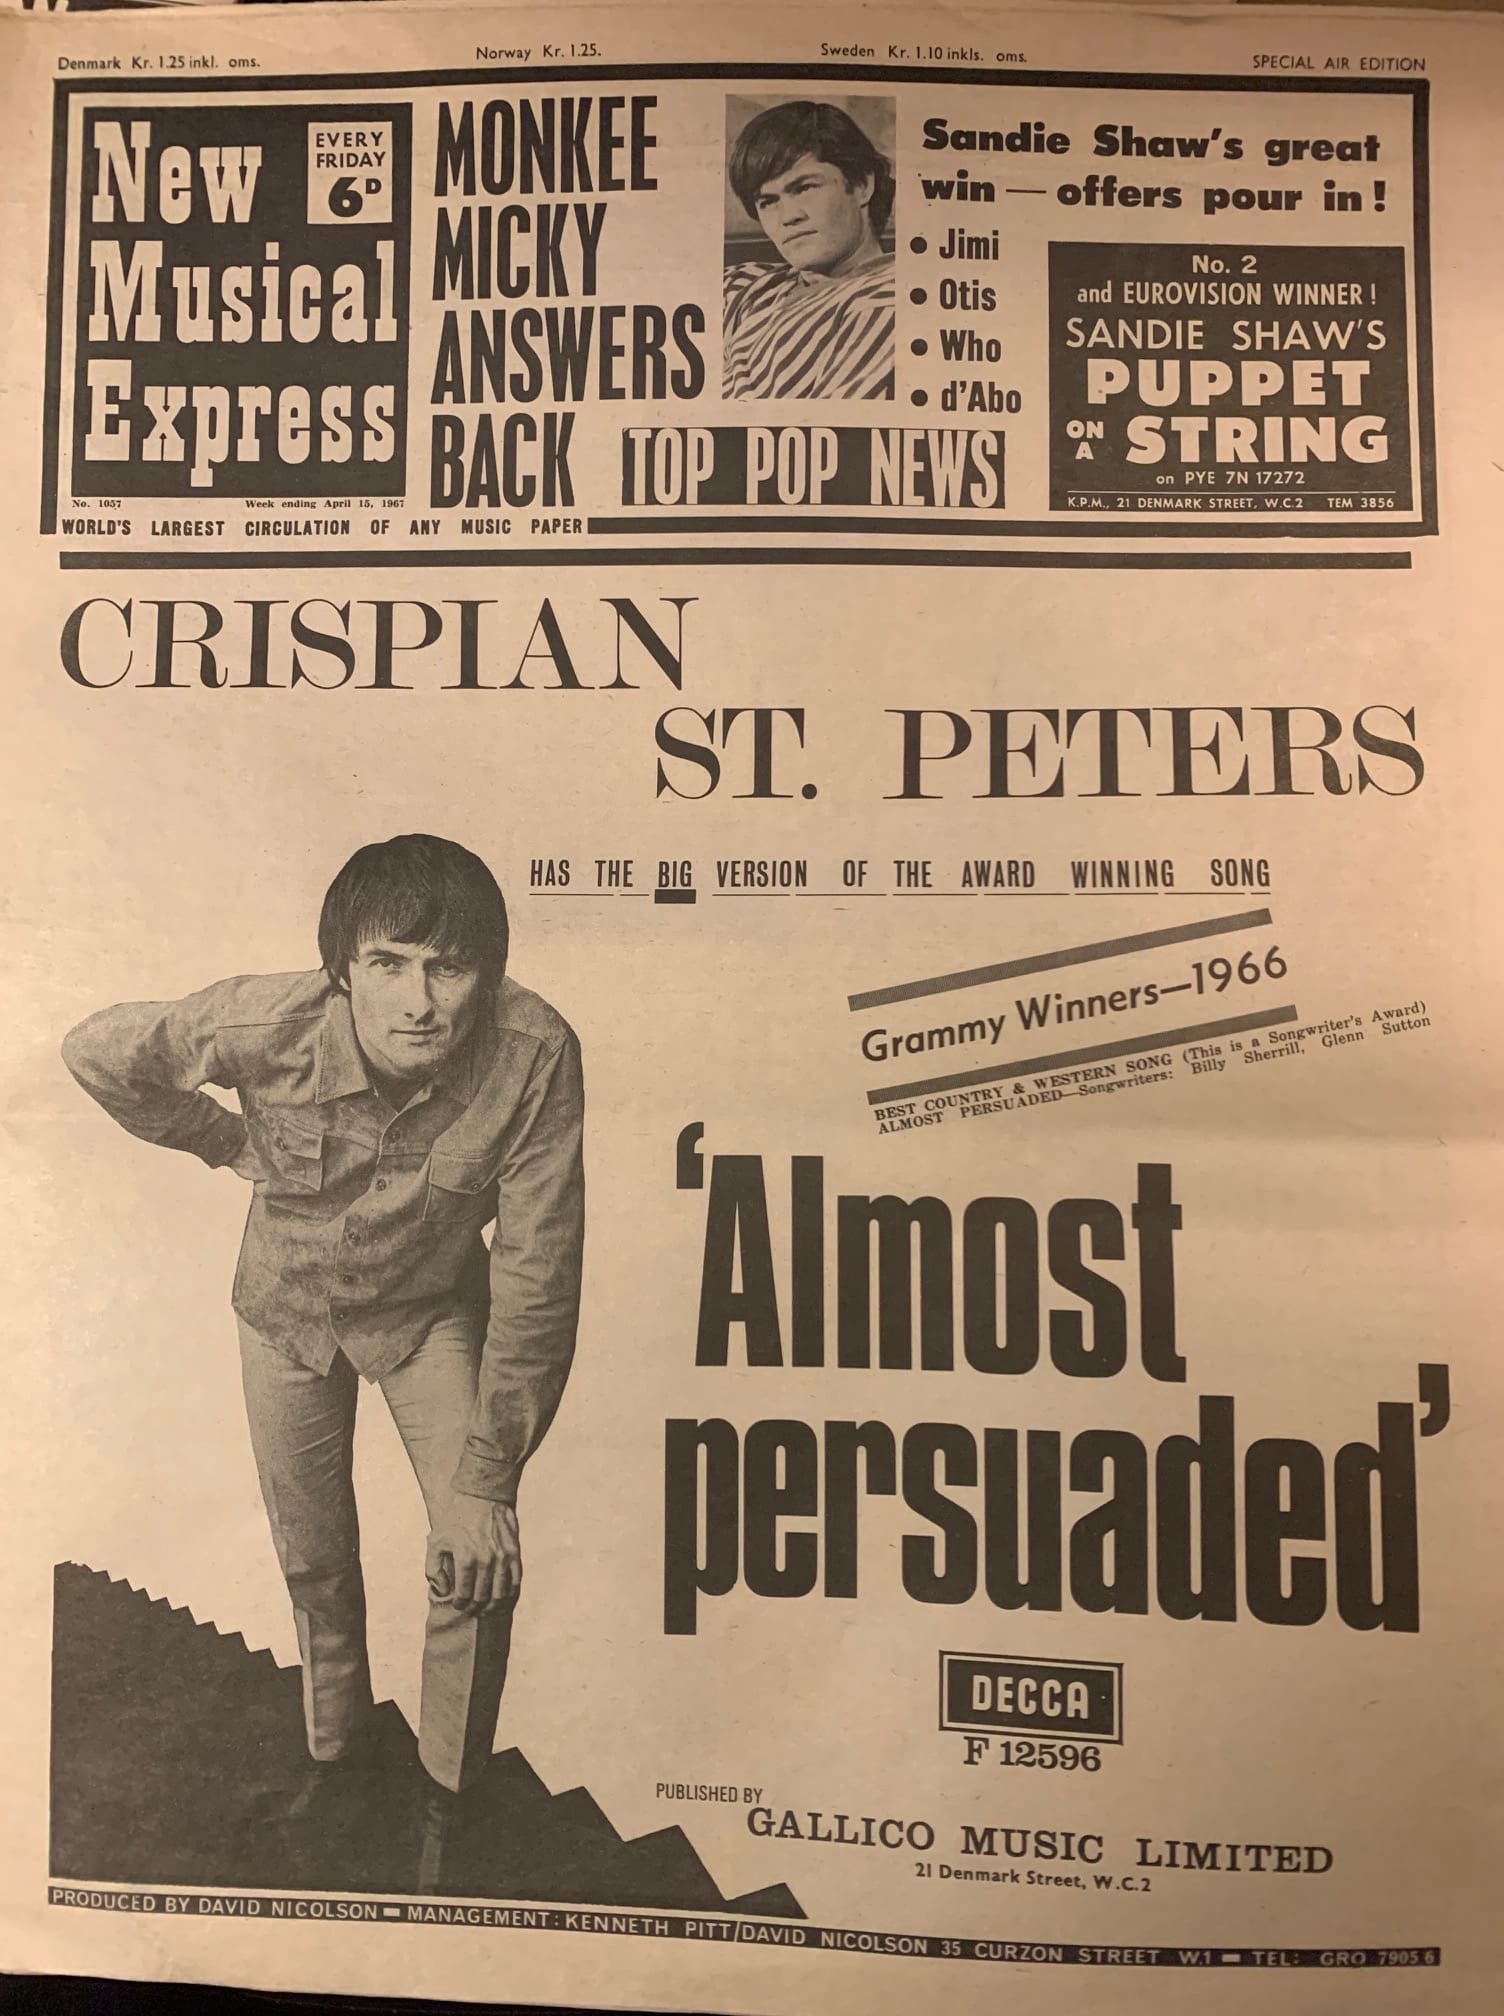 Denmark Kr. 1.25 inkl. oms.
Norway Kr. 1.25.
Sweden Kr. 1.10 inkls. oms.
SPECIAL AIR EDITION
New
Musical
Express
EVERY
FRIDAY
6D
No. 1057
Week ending April 15, 1967
WORLD'S LARGEST CIRCULATION OF ANY MUSIC PAPER
MONKEE
MICKY
ANSWERS
BACK
Sandie Shaw's great
win — offers pour in !
• Jimi
• Otis
• Who
• d'Abo
TOP POP NEWS
No. 2
and EUROVISION WINNER !
SANDIE SHAW'S
PUPPET
ON A STRING
on PYE 7N 17272
K.P.M., 21 DENMARK STREET, W.C.2 TEM 3856
CRISPIAN
ST. PETERS
HAS THE BIG VERSION OF THE AWARD WINNING SONG
Grammy Winners—1966
BEST COUNTRY & WESTERN SONG (This is a Songwriter's Award)
ALMOST PERSUADED—Songwriters: Billy Sherrill, Glenn Sutton
'Almost
persuaded'
DECCA
F 12596
PUBLISHED BY
GALLICO MUSIC LIMITED
21 Denmark Street, W.C.2
PRODUCED BY DAVID NICOLSON — MANAGEMENT : KENNETH PITT/DAVID NICOLSON 35 CURZON STREET W.1 — TEL: GRO 7905 6